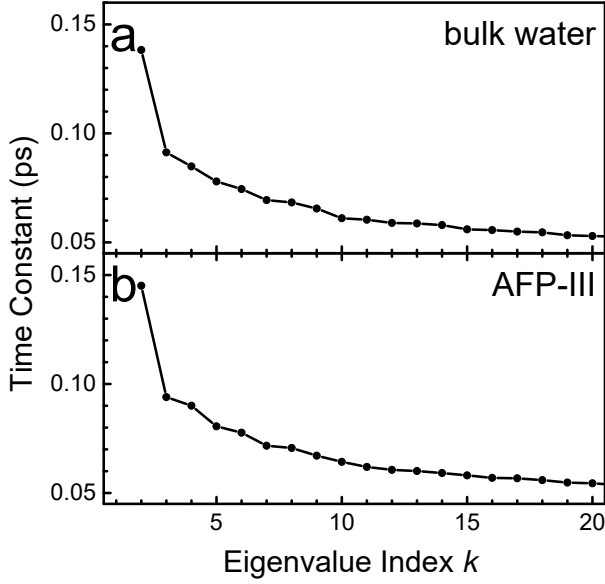 0.15
a
bulk water
0.10
0.05
Time Constant (ps)
0.15
b
AFP-III
0.10
0.05
5
10
15
20
Eigenvalue Index k